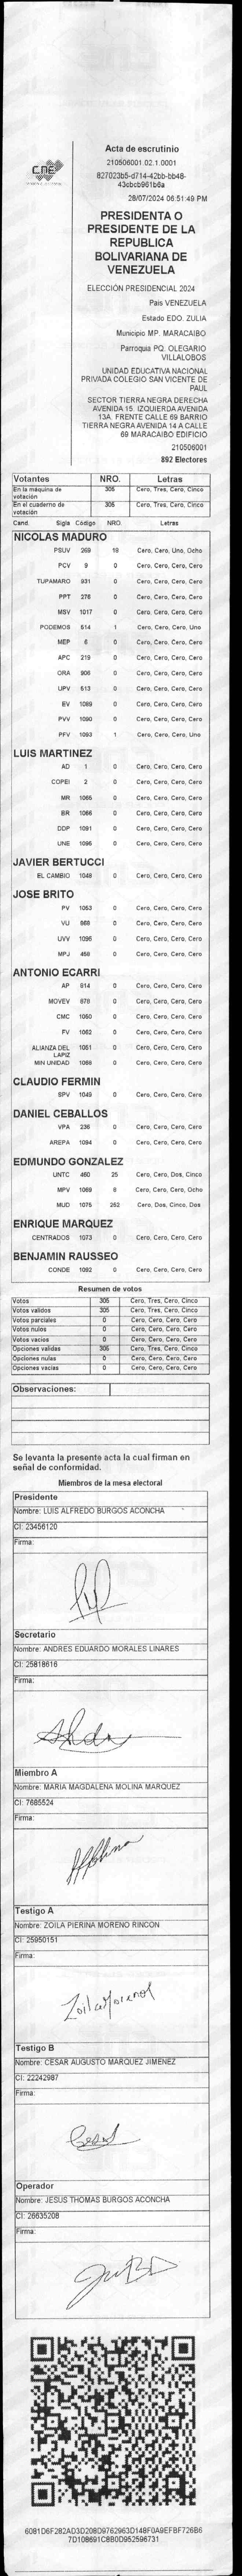 CNE
Acta de escrutinio
210506001.02.1.0001
827023b5-d714-42bb-bb48-
43cbcb961b6a
28/07/2024 06:51:49 PM
PRESIDENTA O
PRESIDENTE DE LA
REPUBLICA
BOLIVARIANA DE
VENEZUELA
ELECCIÓN PRESIDENCIAL 2024
Pais VENEZUELA
Estado EDO. ZULIA
Municipio MP. MARACAIBO
Parroquia PQ. OLEGARIO
VILLALOBOS
UNIDAD EDUCATIVA NACIONAL
PRIVADA COLEGIO SAN VICENTE DE
PAUL
SECTOR TIERRA NEGRA DERECHA
AVENIDA 15. IZQUIERDA AVENIDA
13A. FRENTE CALLE 69 BARRIO
TIERRA NEGRA AVENIDA 14 A CALLE
69 MARACAIBO EDIFICIO
210506001
892 Electores
Votantes NRO. Letras
En la máquina de votación 305 Cero, Tres, Cero, Cinco
En el cuaderno de votación 305 Cero, Tres, Cero, Cinco
Cand. Sigla Código NRO. Letras
NICOLAS MADURO
PSUV 269 18 Cero, Cero, Uno, Ocho
PCV 9 0 Cero, Cero, Cero, Cero
TUPAMARO 931 0 Cero, Cero, Cero, Cero
PPT 276 0 Cero, Cero, Cero, Cero
MSV 1017 0 Cero, Cero, Cero, Cero
PODEMOS 514 1 Cero, Cero, Cero, Uno
MEP 6 0 Cero, Cero, Cero, Cero
APC 219 0 Cero, Cero, Cero, Cero
ORA 906 0 Cero, Cero, Cero, Cero
UPV 513 0 Cero, Cero, Cero, Cero
EV 1089 0 Cero, Cero, Cero, Cero
PVV 1090 0 Cero, Cero, Cero, Cero
PFV 1093 1 Cero, Cero, Cero, Uno
LUIS MARTINEZ
AD 1 0 Cero, Cero, Cero, Cero
COPEI 2 0 Cero, Cero, Cero, Cero
MR 1065 0 Cero, Cero, Cero, Cero
BR 1066 0 Cero, Cero, Cero, Cero
DDP 1091 0 Cero, Cero, Cero, Cero
UNE 1096 0 Cero, Cero, Cero, Cero
JAVIER BERTUCCI
EL CAMBIO 1048 0 Cero, Cero, Cero, Cero
JOSE BRITO
PV 1053 0 Cero, Cero, Cero, Cero
VU 0 Cero, Cero, Cero, Cero
UVV 1095 0 Cero, Cero, Cero, Cero
MPJ 458 0 Cero, Cero, Cero, Cero
ANTONIO ECARRI
AP 814 0 Cero, Cero, Cero, Cero
MOVEV 878 0 Cero, Cero, Cero, Cero
CMC 1050 0 Cero, Cero, Cero, Cero
FV 1062 0 Cero, Cero, Cero, Cero
ALIANZA DEL LAPIZ 1051 0 Cero, Cero, Cero, Cero
MIN UNIDAD 1068 0 Cero, Cero, Cero, Cero
CLAUDIO FERMIN
SPV 1049 0 Cero, Cero, Cero, Cero
DANIEL CEBALLOS
VPA 236 0 Cero, Cero, Cero, Cero
AREPA 1094 0 Cero, Cero, Cero, Cero
EDMUNDO GONZALEZ
UNTC 460 25 Cero, Cero, Dos, Cinco
MPV 1069 8 Cero, Cero, Cero, Ocho
MUD 1075 252 Cero, Dos, Cinco, Dos
ENRIQUE MARQUEZ
CENTRADOS 1073 0 Cero, Cero, Cero, Cero
BENJAMIN RAUSSEO
CONDE 1092 0 Cero, Cero, Cero, Cero
Resumen de votos
Votos 305 Cero, Tres, Cero, Cinco
Votos validos 305 Cero, Tres, Cero, Cinco
Votos parciales 0 Cero, Cero, Cero, Cero
Votos nulos 0 Cero, Cero, Cero, Cero
Votos vacios 0 Cero, Cero, Cero, Cero
Opciones validas 305 Cero, Tres, Cero, Cinco
Opciones nulas 0 Cero, Cero, Cero, Cero
Opciones vacias 0 Cero, Cero, Cero, Cero
Observaciones:
Se levanta la presente acta la cual firman en
señal de conformidad.
Miembros de la mesa electoral
Presidente
Nombre: LUIS ALFREDO BURGOS ACONCHA
CI: 23456120
Firma:
Secretario
Nombre: ANDRES EDUARDO MORALES LINARES
CI: 25818616
Firma:
Miembro A
Nombre: MARIA MAGDALENA MOLINA MARQUEZ
CI: 7685524
Firma:
Testigo A
Nombre: ZOILA PIERINA MORENO RINCON
CI: 25950151
Firma:
Zoila Moreno
Testigo B
Nombre: CESAR AUGUSTO MARQUEZ JIMENEZ
CI: 22242987
Firma:
Cesar
Operador
Nombre: JESUS THOMAS BURGOS ACONCHA
CI: 26635208
Firma:
6081D6F282AD3D208D9762963D148F0A9EFBF726B6
7D108691C8B0D952596731